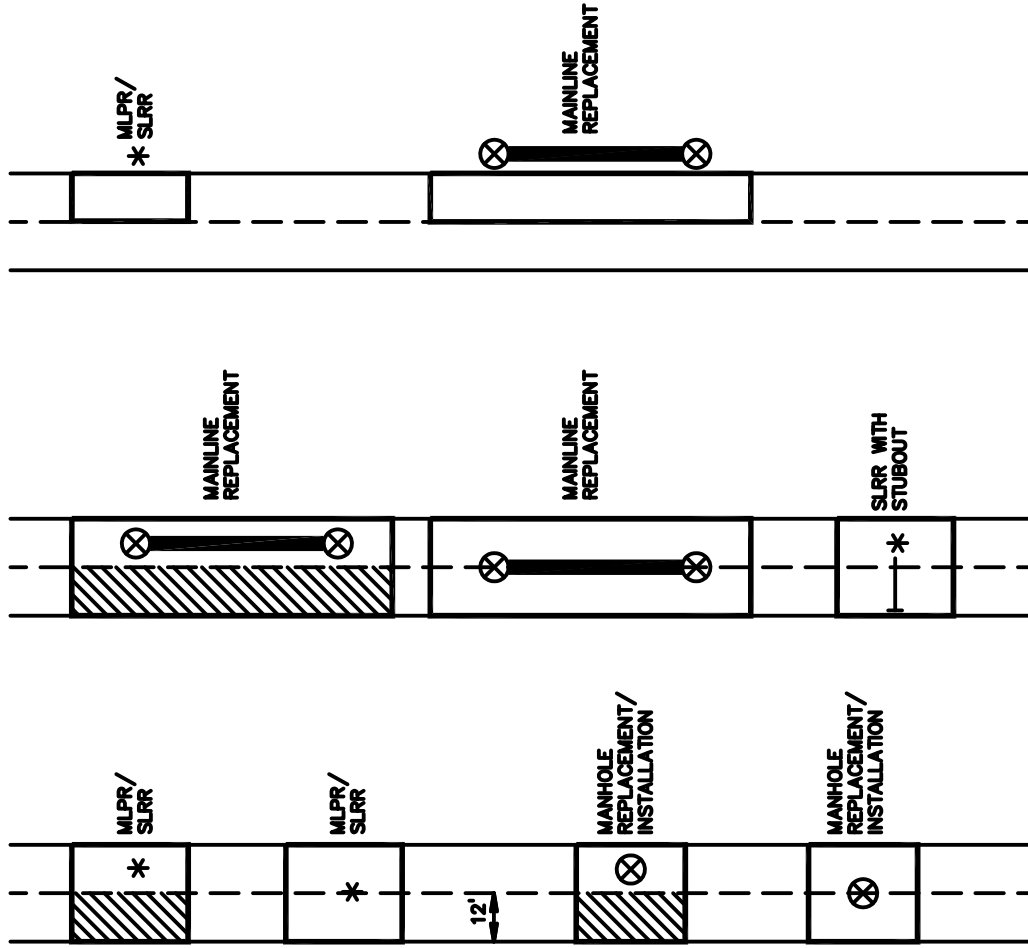 MLPR/
SLRR
MLPR/
SLRR
12'
MANHOLE
REPLACEMENT/
INSTALLATION
MANHOLE
REPLACEMENT/
INSTALLATION
MAINLINE
REPLACEMENT
MAINLINE
REPLACEMENT
SLRR WITH
STUBOUT
MLPR/
SLRR
MAINLINE
REPLACEMENT